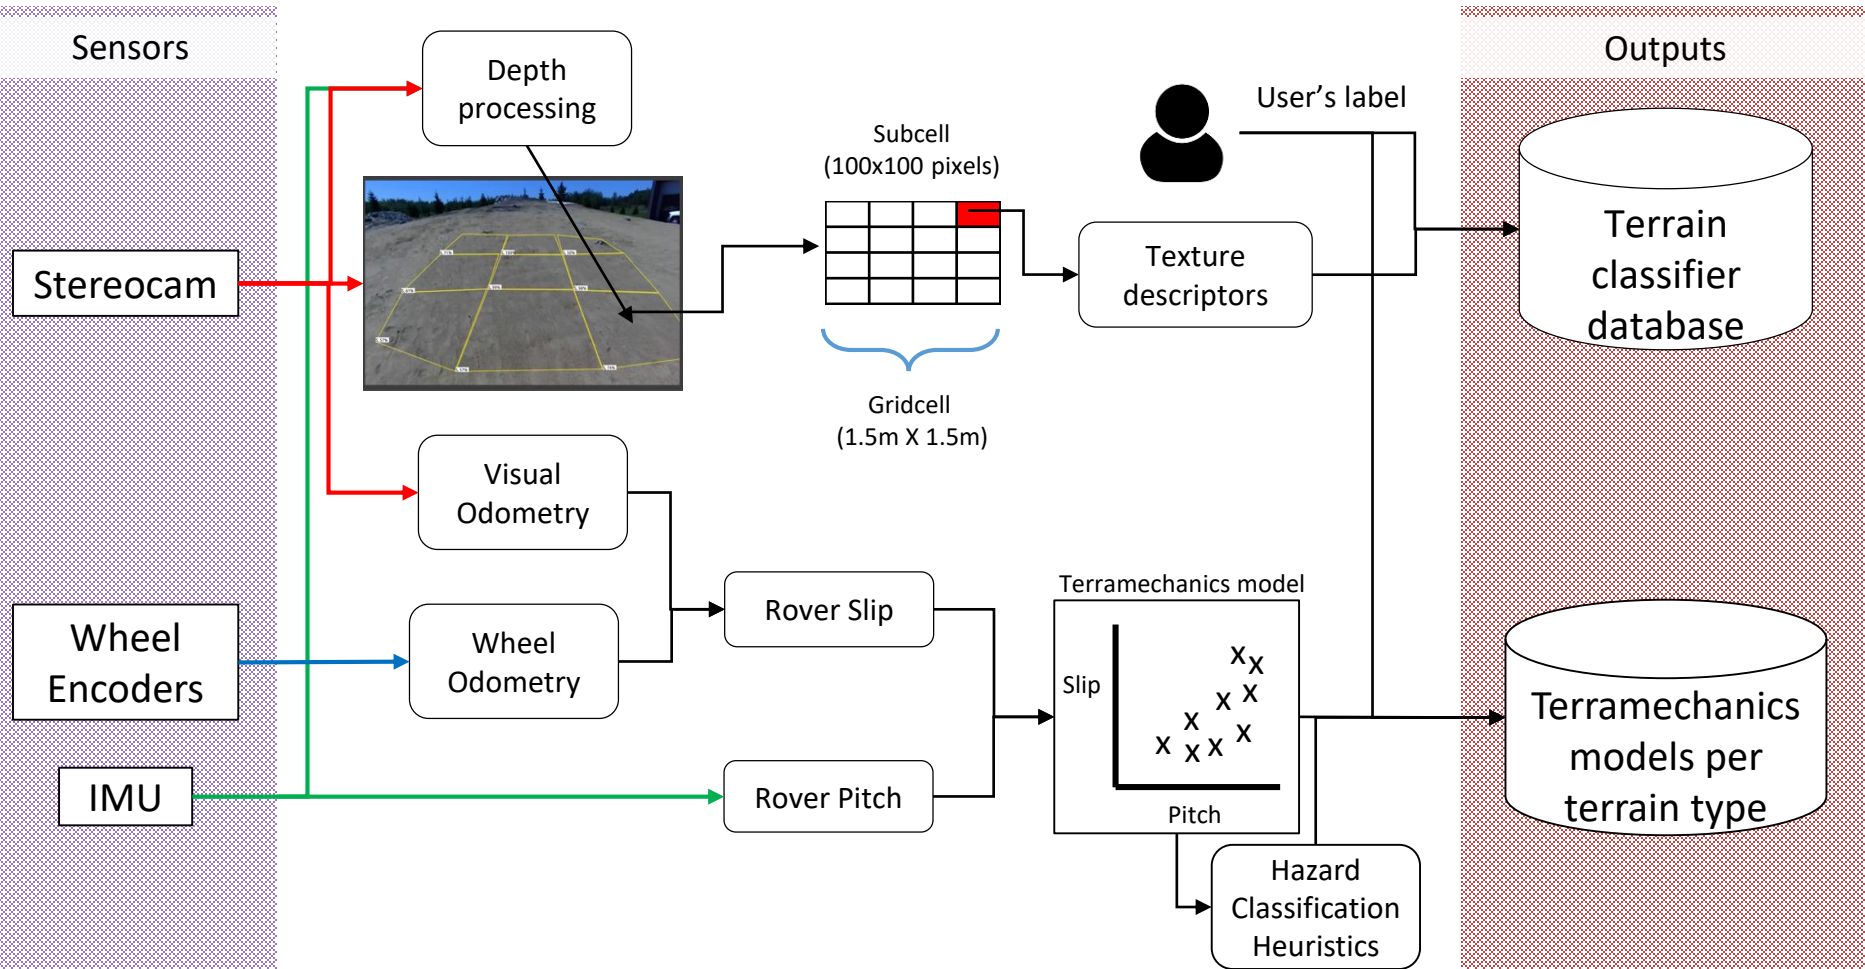 Sensors
Outputs
Depth
processing
User's label
Subcell
(100x100 pixels)
Stereocam
Texture
descriptors
Terrain
classifier
database
Gridcell
(1.5m X 1.5m)
Visual
Odometry
Wheel
Encoders
Wheel
Odometry
Rover Slip
Terramechanics model
Slip
x
x
x
x
x
x
x
x
x
Pitch
Terramechanics
models per
terrain type
IMU
Rover Pitch
Hazard
Classification
Heuristics